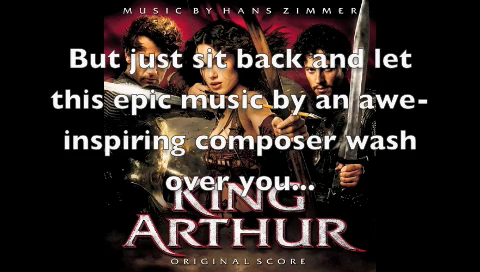 MUSIC BY HANS ZIMMER
But just sit back and let
this epic music by an awe-
inspiring composer wash
over you...
KING
ARTHUR
ORIGINAL SCORE